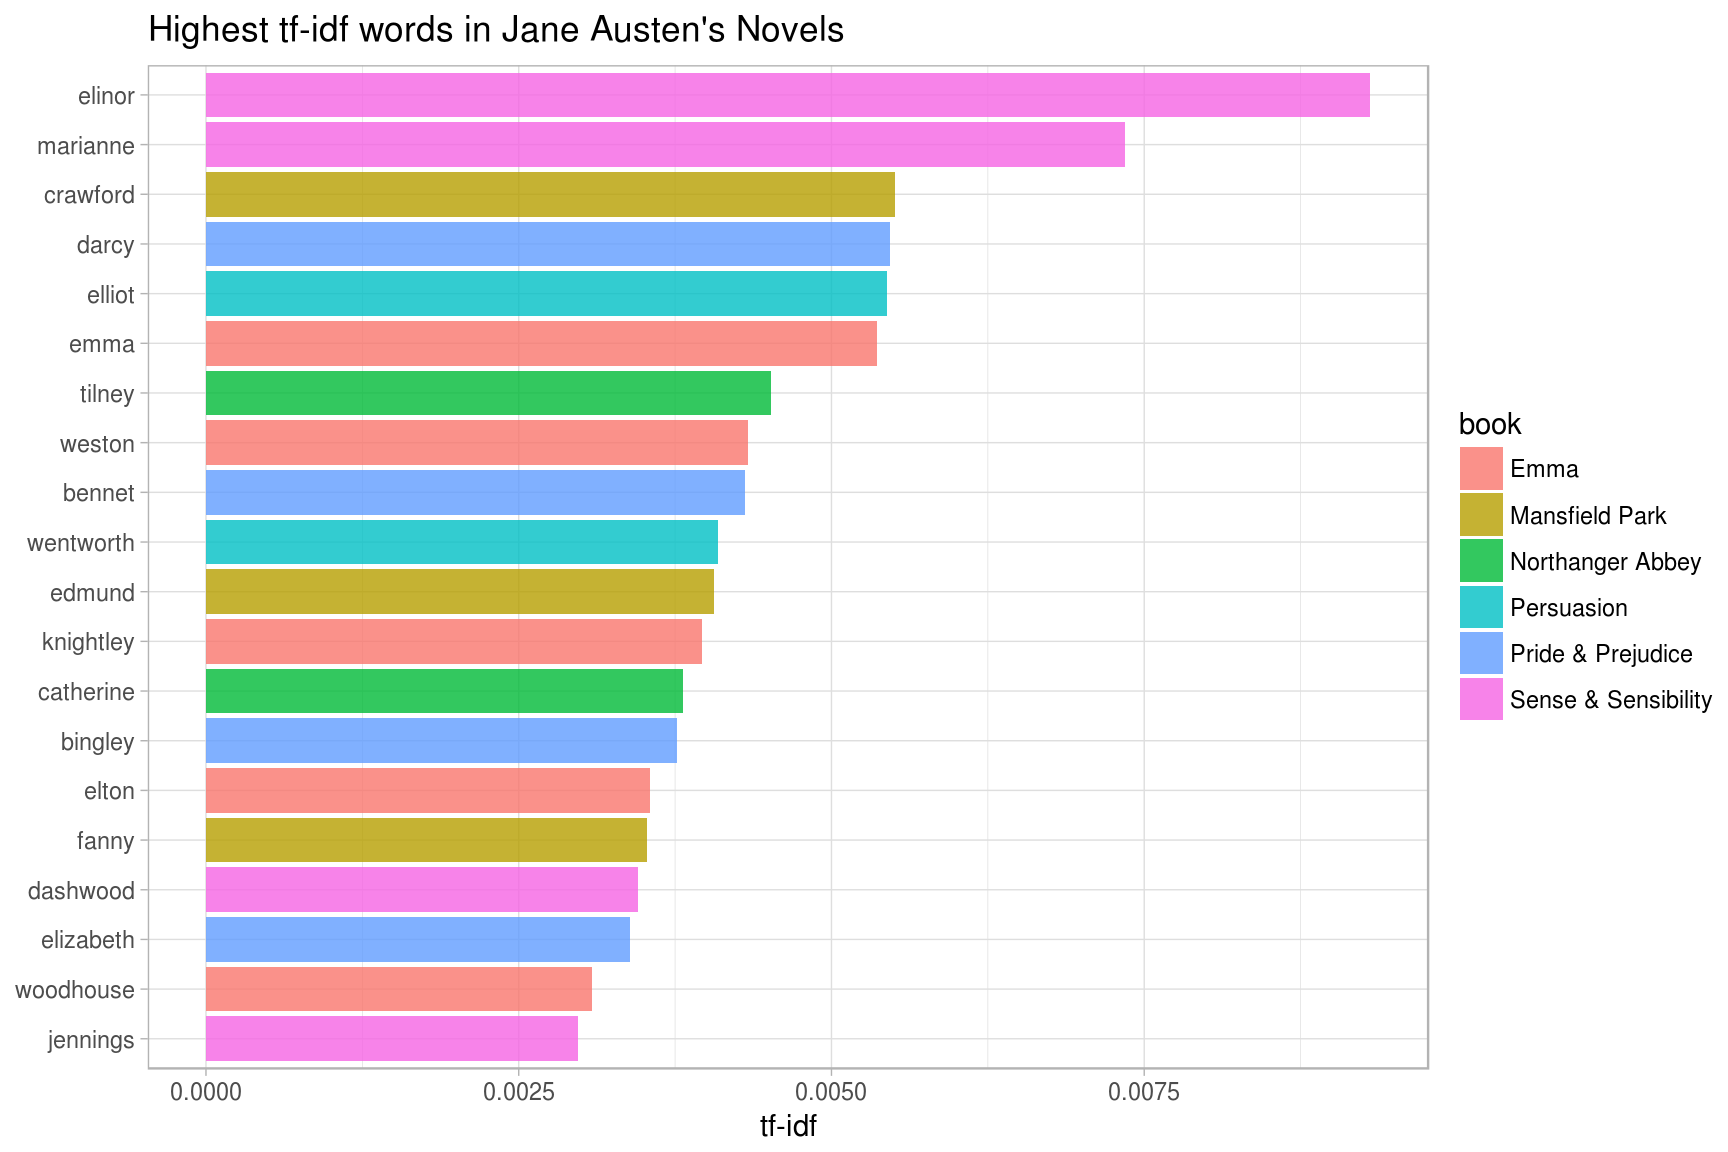 Highest tf-idf words in Jane Austen's Novels
elinor
marianne
crawford
darcy
elliot
emma
tilney
weston
bennet
wentworth
edmund
knightley
catherine
bingley
elton
fanny
dashwood
elizabeth
woodhouse
jennings
0.0000 0.0025 0.0050 0.0075
tf-idf
book
Emma
Mansfield Park
Northanger Abbey
Persuasion
Pride & Prejudice
Sense & Sensibility